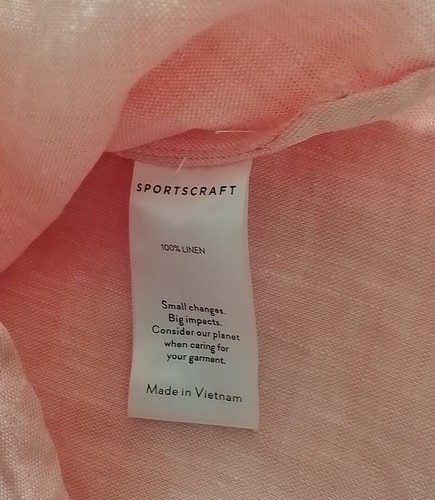 SPORTSCRAFT
100% LINEN
Small changes.
Big impacts.
Consider our planet
when caring for
your garment.
Made in Vietnam